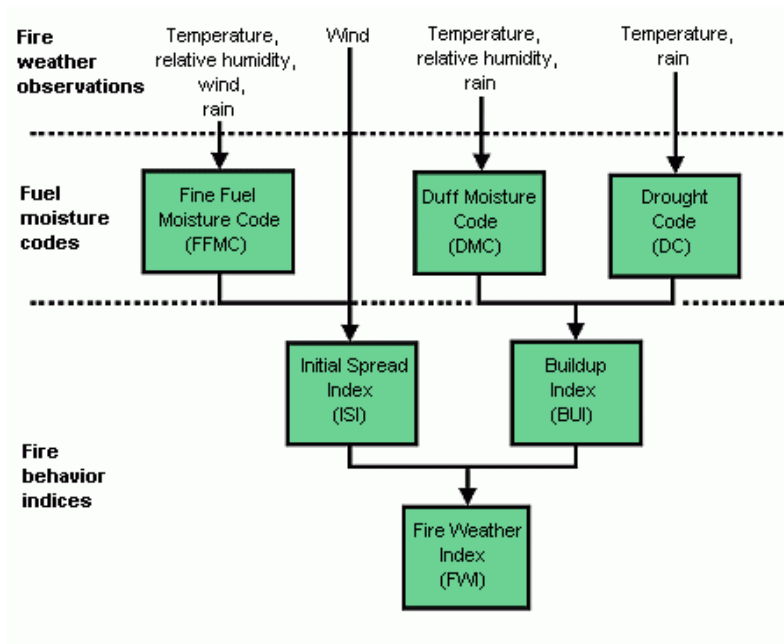 Fire
weather
observations
Temperature,
relative humidity,
wind,
rain
Wind
Temperature,
relative humidity,
rain
Temperature,
rain
Fuel
moisture
codes
Fine Fuel
Moisture Code
(FFMC)
Duff Moisture
Code
(DMC)
Drought
Code
(DC)
Fire
behavior
indices
Initial Spread
Index
(ISI)
Buildup
Index
(BUI)
Fire Weather
Index
(FWI)